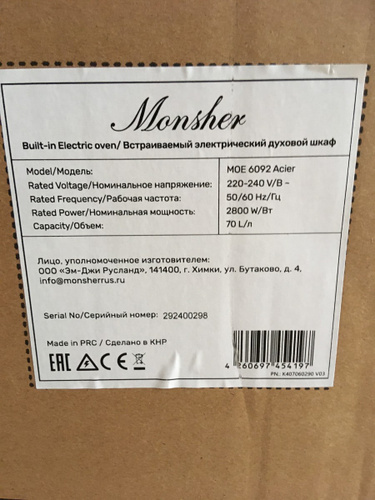 Monsher
Built-in Electric oven/ Встраиваемый электрический духовой шкаф
Model/Модель: MOE 6092 Acier
Rated Voltage/Номинальное напряжение: 220-240 V/В ~
Rated Frequency/Рабочая частота: 50/60 Hz/Гц
Rated Power/Номинальная мощность: 2800 W/Вт
Capacity/Объем: 70 L/л
Лицо, уполномоченное изготовителем:
ООО «Эм-Джи Русланд», 141400, г. Химки, ул. Бутаково, д. 4,
info@monsherrus.ru
Serial No/Серийный номер: 292400298
Made in PRC / Сделано в КНР
EAC CE
4 260697 454197
PN.: K407060290 V03